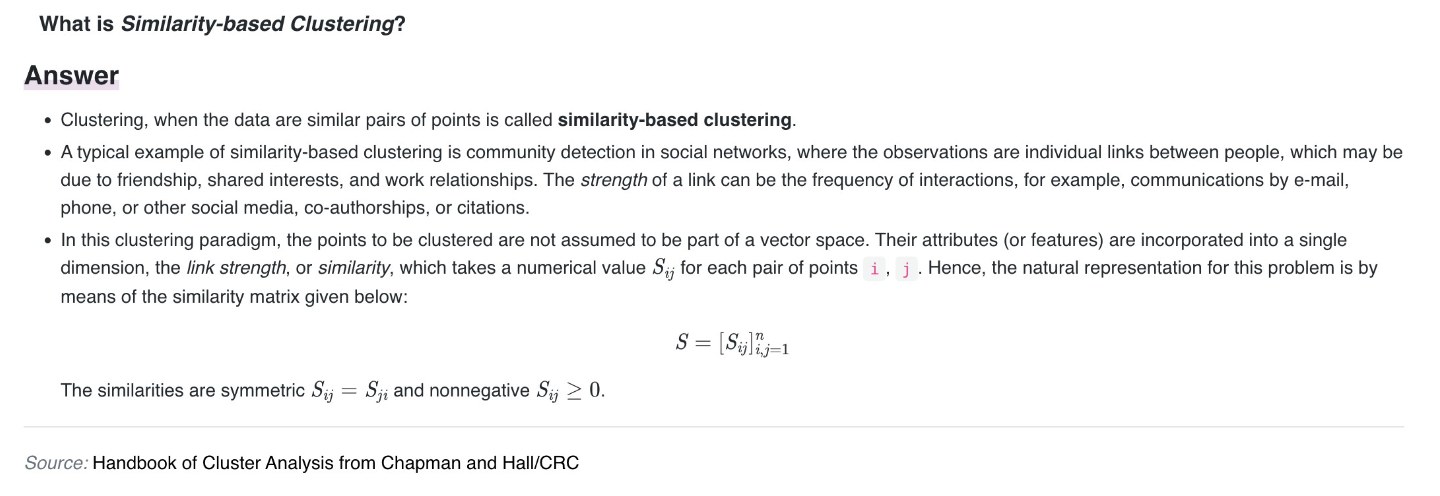 What is Similarity-based Clustering?
Answer
• Clustering, when the data are similar pairs of points is called similarity-based clustering.
• A typical example of similarity-based clustering is community detection in social networks, where the observations are individual links between people, which may be
due to friendship, shared interests, and work relationships. The strength of a link can be the frequency of interactions, for example, communications by e-mail,
phone, or other social media, co-authorships, or citations.
• In this clustering paradigm, the points to be clustered are not assumed to be part of a vector space. Their attributes (or features) are incorporated into a single
dimension, the link strength, or similarity, which takes a numerical value $S_{ij}$ for each pair of points i , j . Hence, the natural representation for this problem is by
means of the similarity matrix given below:
$S = [S_{ij}]_{i,j=1}^{n}$
The similarities are symmetric $S_{ij} = S_{ji}$ and nonnegative $S_{ij} \geq 0$.
Source: Handbook of Cluster Analysis from Chapman and Hall/CRC